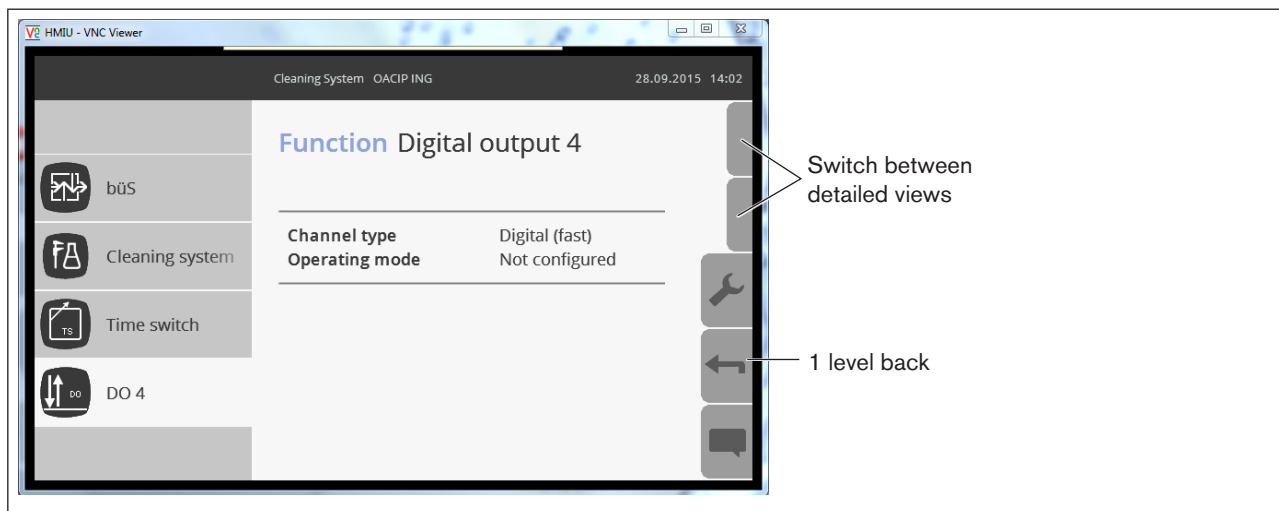 HMIU - VNC Viewer
Cleaning System OACIP ING 28.09.2015 14:02
Function Digital output 4
büS
Cleaning system
Time switch
DO 4
Channel type Digital (fast)
Operating mode Not configured
TS
DO
Switch between
detailed views
1 level back